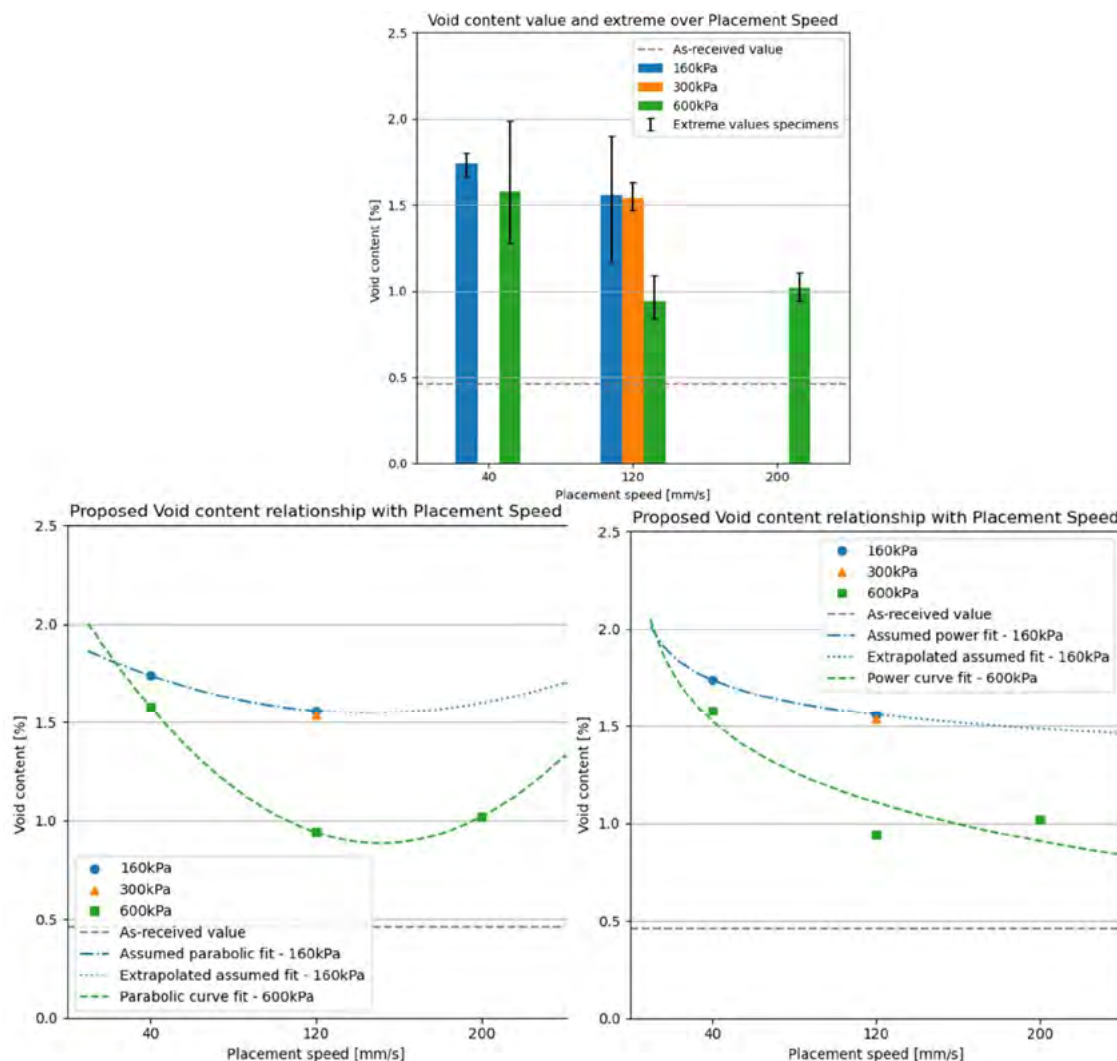 Void content value and extreme over Placement Speed
2.5
2.0
1.5
1.0
0.5
0.0
Void content [%]
As-received value
160kPa
300kPa
600kPa
Extreme values specimens
40
120
200
Placement speed [mm/s]
Proposed Void content relationship with Placement Speed
2.5
2.0
1.5
1.0
0.5
0.0
Void content [%]
160kPa
300kPa
600kPa
As-received value
Assumed parabolic fit - 160kPa
Extrapolated assumed fit - 160kPa
Parabolic curve fit - 600kPa
40
120
200
Placement speed [mm/s]
Proposed Void content relationship with Placement Speed
2.5
2.0
1.5
1.0
0.5
0.0
Void content [%]
160kPa
300kPa
600kPa
As-received value
Assumed power fit - 160kPa
Extrapolated assumed fit - 160kPa
Power curve fit - 600kPa
40
120
200
Placement speed [mm/s]